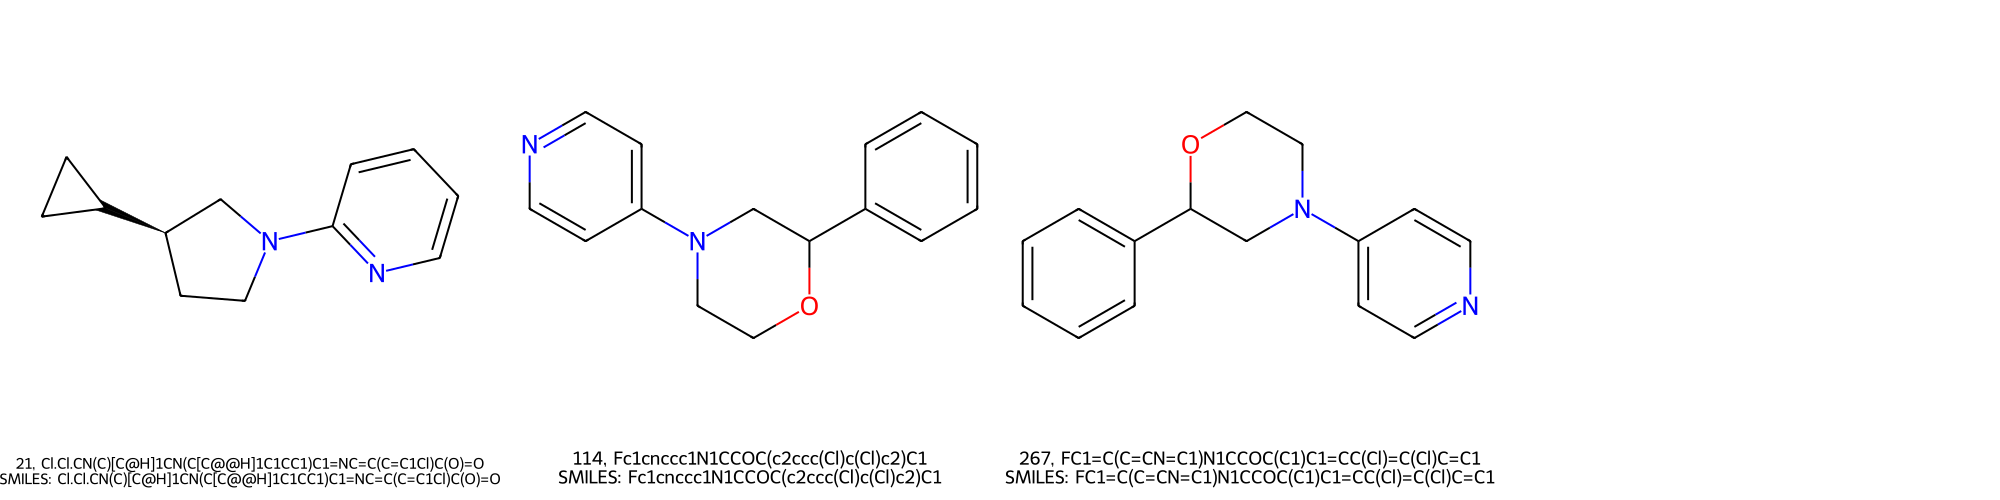 N
N
N
N
O
O
N
N
21, Cl.Cl.CN(C)[C@H]1CN(C[C@@H]1C1CC1)C1=NC=C(C=C1Cl)C(O)=O
SMILES: Cl.Cl.CN(C)[C@H]1CN(C[C@@H]1C1CC1)C1=NC=C(C=C1Cl)C(O)=O
114, Fc1cnccc1N1CCOC(c2ccc(Cl)c(Cl)c2)C1
SMILES: Fc1cnccc1N1CCOC(c2ccc(Cl)c(Cl)c2)C1
267, FC1=C(C=CN=C1)N1CCOC(C1)C1=CC(Cl)=C(Cl)C=C1
SMILES: FC1=C(C=CN=C1)N1CCOC(C1)C1=CC(Cl)=C(Cl)C=C1